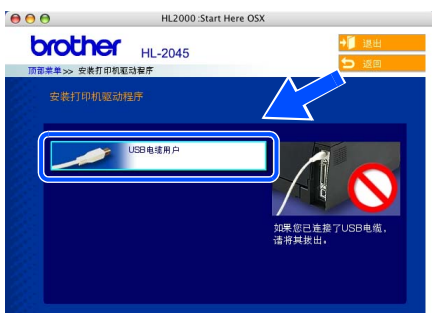 HL2000 :Start Here OSX
brother HL-2045
退出
返回
顶部菜单>> 安装打印机驱动程序
安装打印机驱动程序
USB电缆用户
如果您已连接了USB电缆,
请将其拔出。